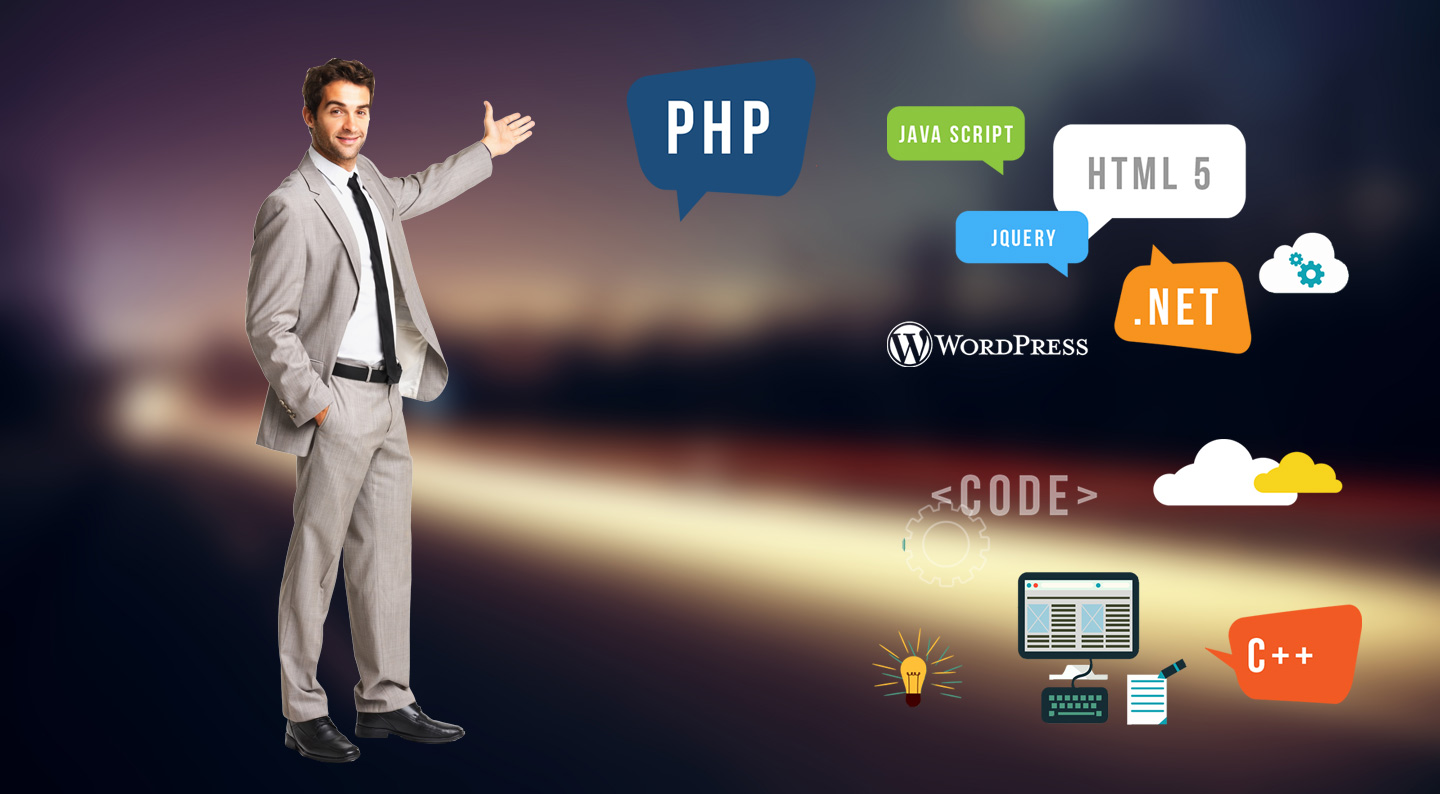 PHP
JAVA SCRIPT
HTML 5
JQUERY
.NET
WORDPRESS
<CODE>
C++